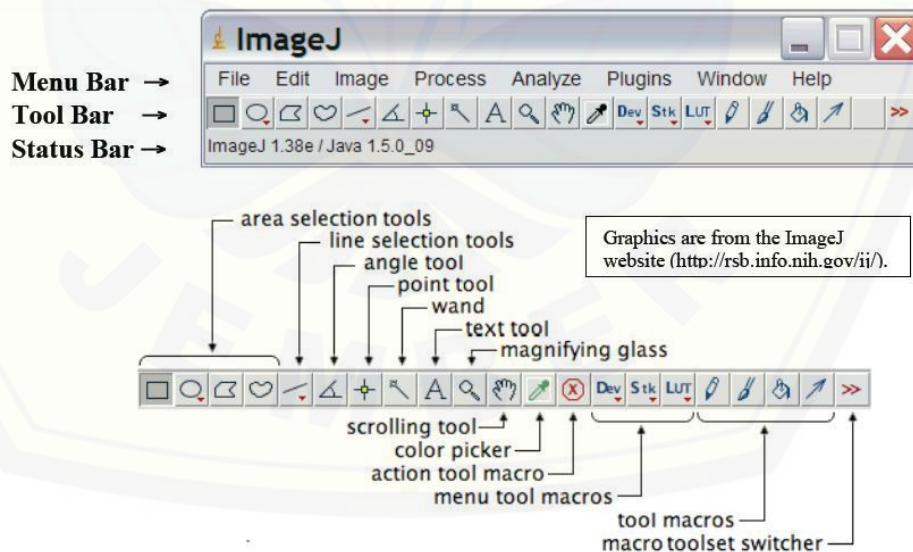 ImageJ
Menu Bar →
File Edit Image Process Analyze Plugins Window Help
Tool Bar →
A Dev Stk LUT >>
Status Bar →
ImageJ 1.38e / Java 1.5.0_09
area selection tools
line selection tools
angle tool
point tool
wand
text tool
magnifying glass
Graphics are from the ImageJ
website (http://rsb.info.nih.gov/ij/).
A X Dev Stk LUT >>
scrolling tool
color picker
action tool macro
menu tool macros
tool macros
macro toolset switcher
JEMBER